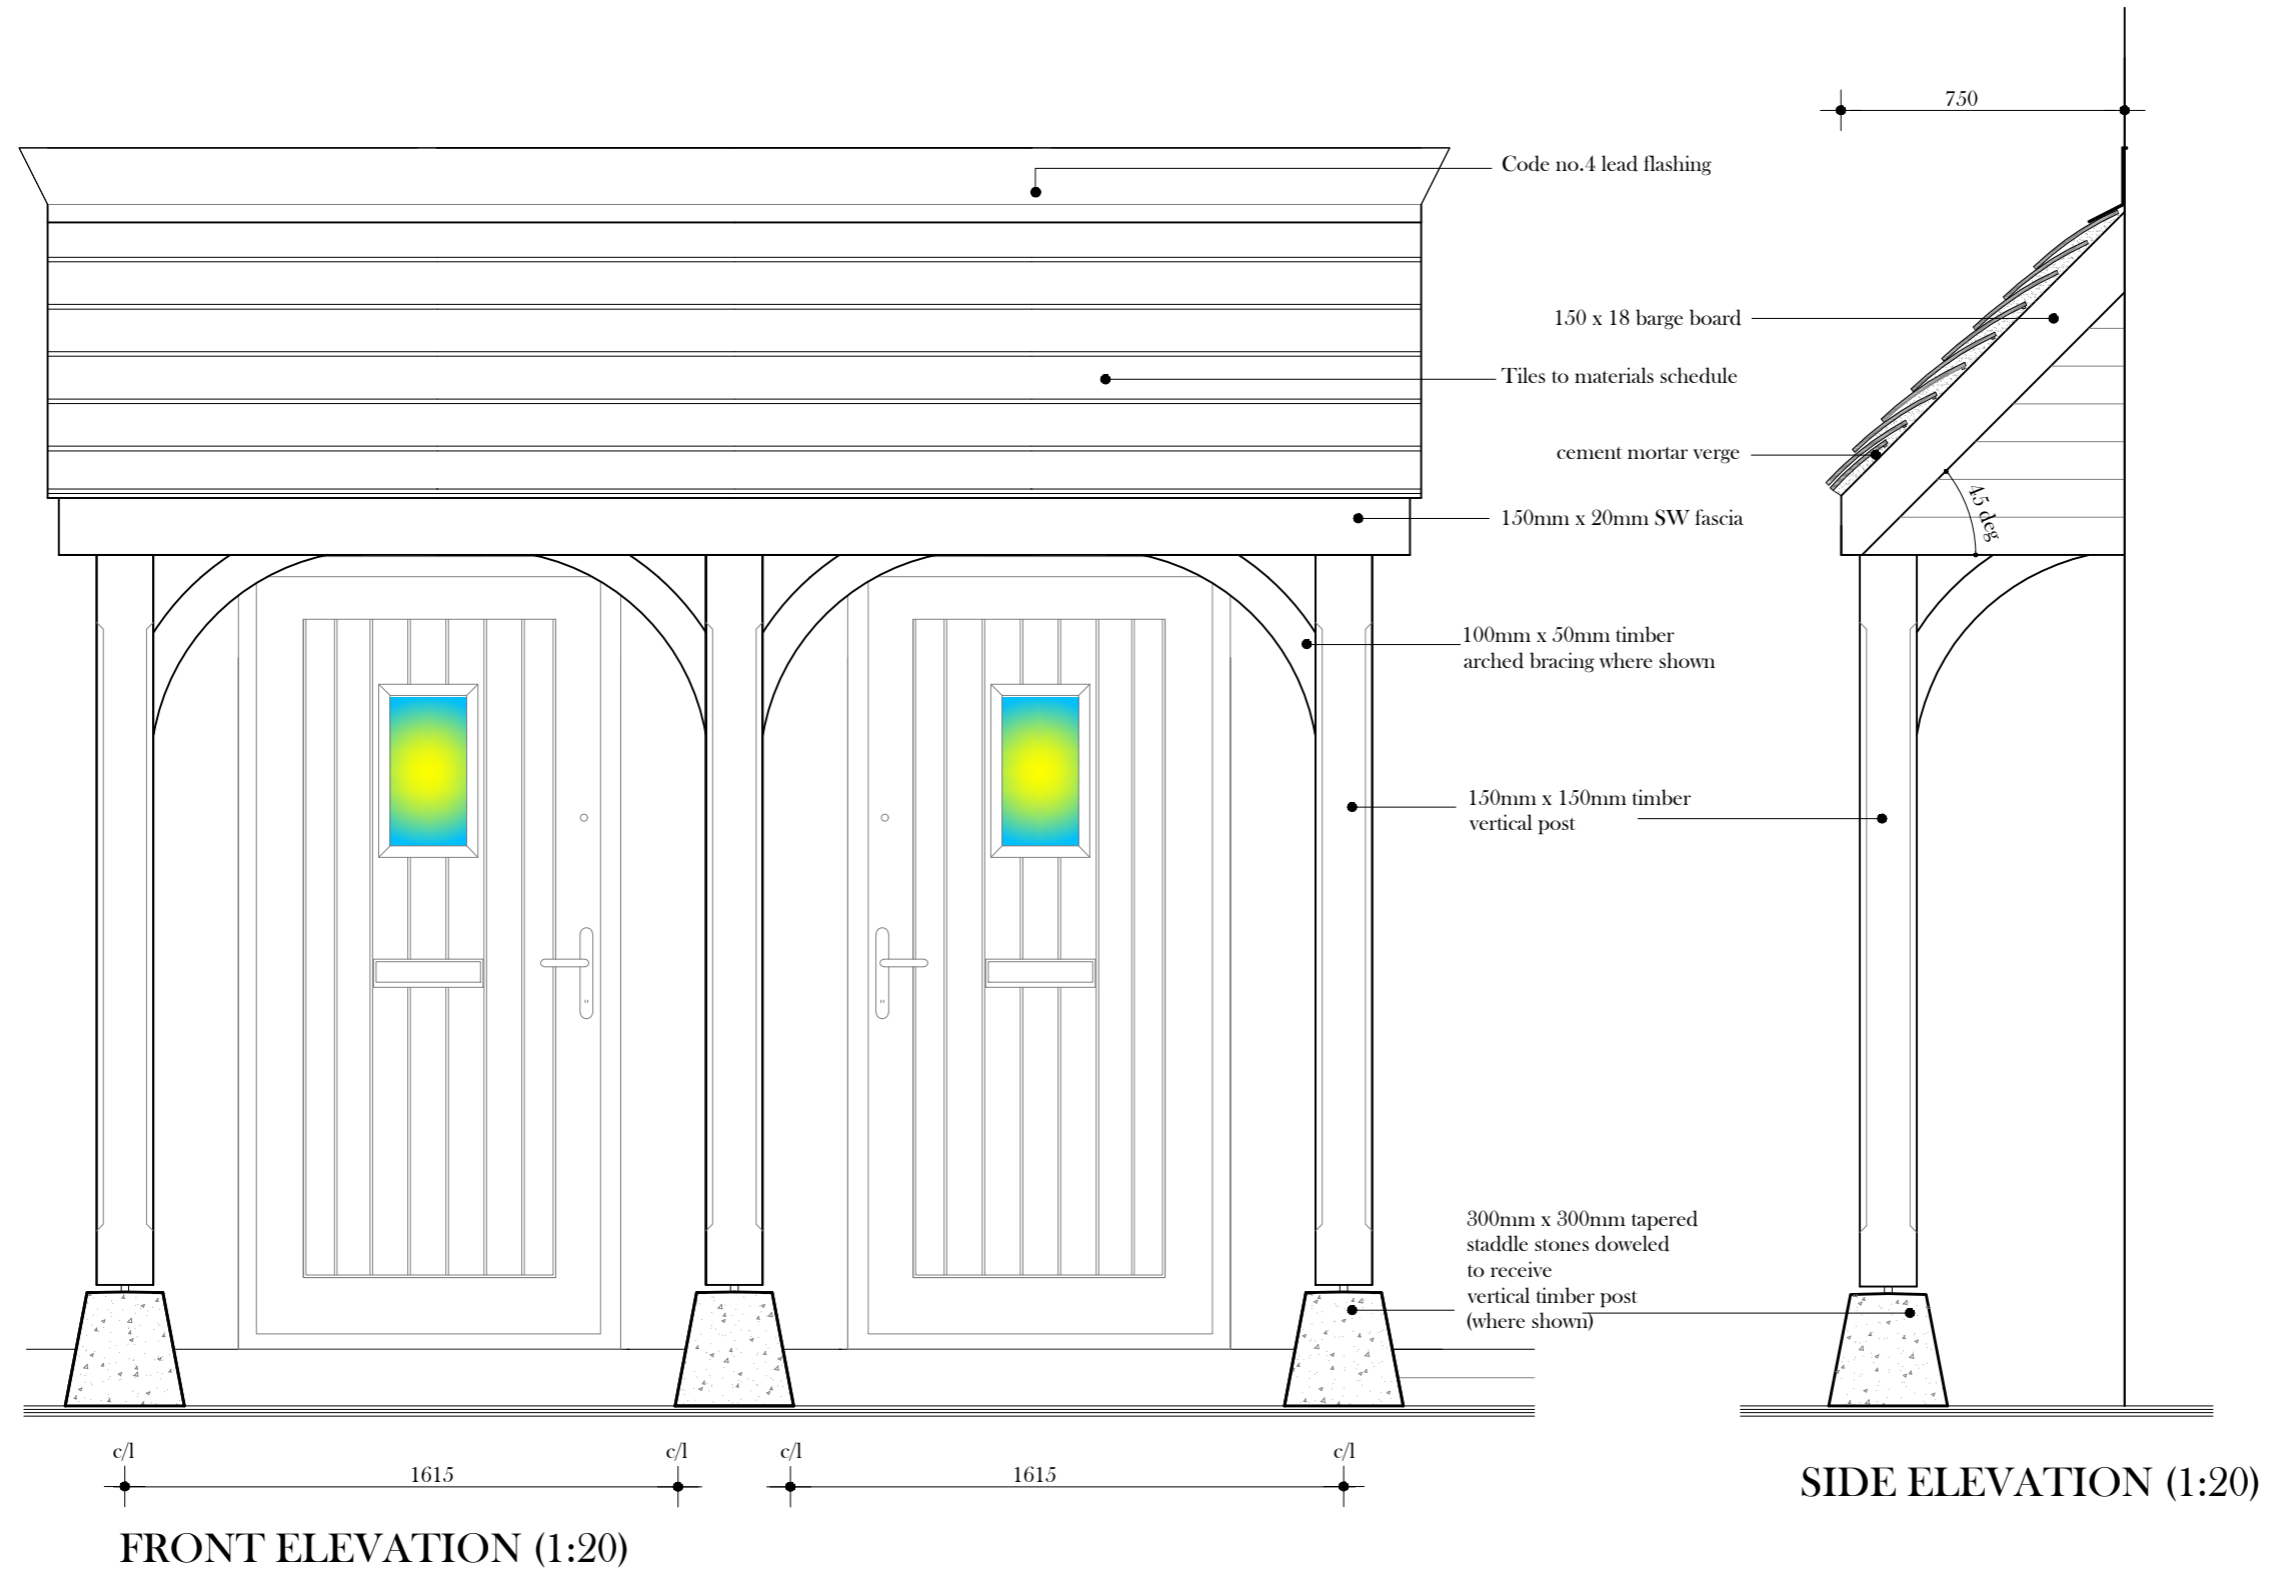 750
Code no.4 lead flashing
150 x 18 barge board
Tiles to materials schedule
cement mortar verge
45 deg
150mm x 20mm SW fascia
100mm x 50mm timber
arched bracing where shown
150mm x 150mm timber
vertical post
300mm x 300mm tapered
staddle stones doweled
to receive
vertical timber post
(where shown)
c/l
c/l
c/l
c/l
1615
1615
SIDE ELEVATION (1:20)
FRONT ELEVATION (1:20)